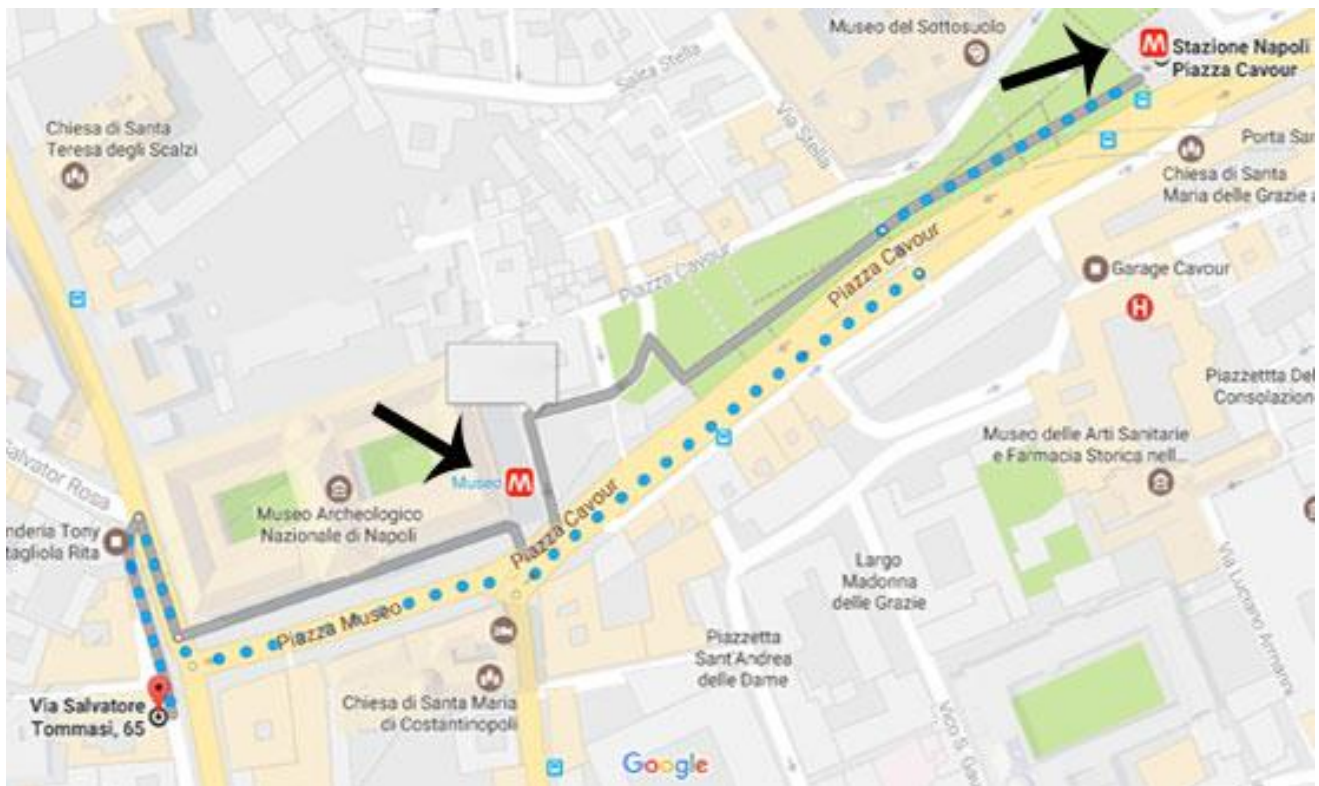 Museo del Sottosuolo
M
Stazione Napoli
Piazza Cavour
Salita Stella
Chiesa di Santa
Teresa degli Scalzi
Via Stella
Porta San
Chiesa di Santa
Maria delle Grazie a
Piazza Cavour
Piazza Cavour
Garage Cavour
H
Piazzettta Del
Consolazion
Museo delle Arti Sanitarie
e Farmacia Storica nell...
Salvator Rosa
Museo M
Museo Archeologico
Nazionale di Napoli
nderia Tony
tagliola Rita
Piazza Cavour
Largo
Madonna
delle Grazie
Via Luciano Armanni
Piazza Museo
Piazzetta
Sant'Andrea
delle Dame
Via Salvatore
Tommasi, 65
Chiesa di Santa Maria
di Costantinopoli
Vico S. Gau
Google